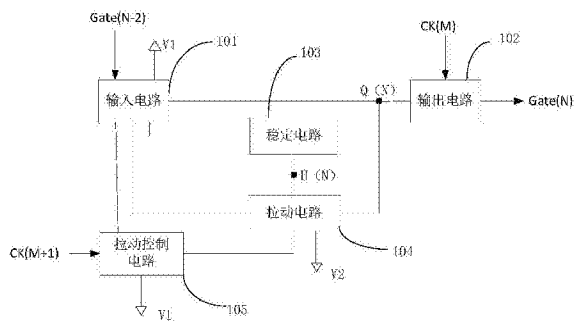 Gate(N-2)
V1
101
103
CK(M)
102
输入电路
Q (N)
输出电路
Gate(N)
稳定电路
H (N)
拉动电路
CK(M+1)
拉动控制
电路
104
V2
V1
105